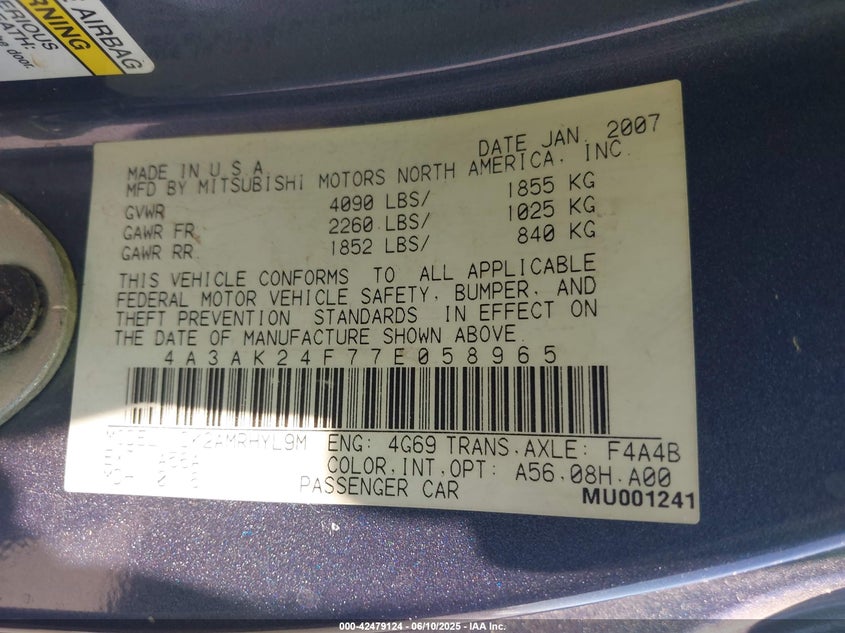 AIRBAG
WARNING
SERIOUS
DEATH:
DATE JAN. 2007
MADE IN U.S.A.
MFD BY MITSUBISHI MOTORS NORTH AMERICA, INC.
GVWR 4090 LBS/ 1855 KG
GAWR FR 2260 LBS/ 1025 KG
GAWR RR 1852 LBS/ 840 KG
THIS VEHICLE CONFORMS TO ALL APPLICABLE
FEDERAL MOTOR VEHICLE SAFETY, BUMPER, AND
THEFT PREVENTION STANDARDS IN EFFECT ON
THE DATE OF MANUFACTURE SHOWN ABOVE.
4A3AK24F77E058965
MODEL: DK2AMRHYL9M ENG: 4G69 TRANS.AXLE: F4A4B
COLOR,INT,OPT: A56,08H,A00
PASSENGER CAR
MU001241
000-42479124 | 06/10/2025 | IAA Inc.